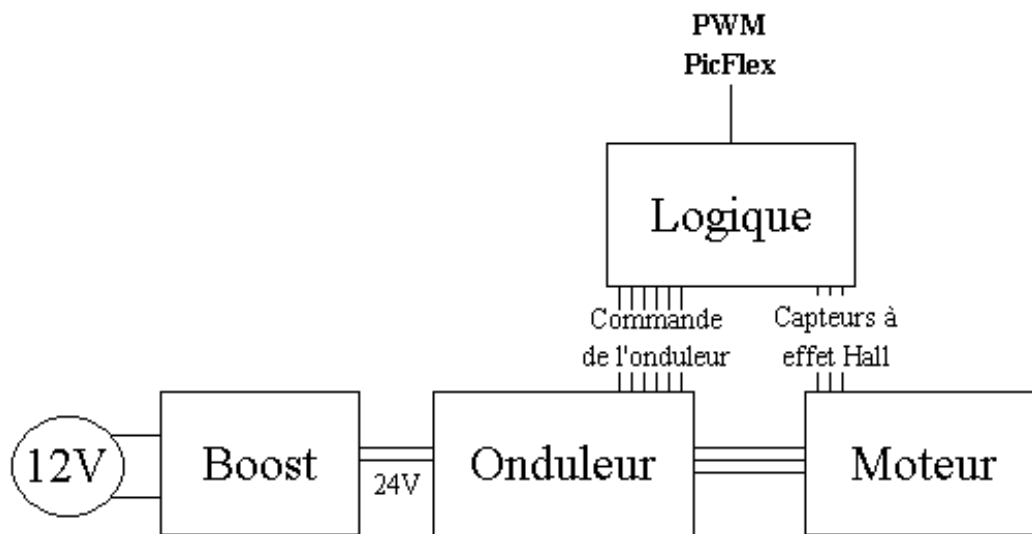 PWM
PicFlex
Logique
Commande
de l'onduleur
Capteurs à
effet Hall
12V
Boost
24V
Onduleur
Moteur